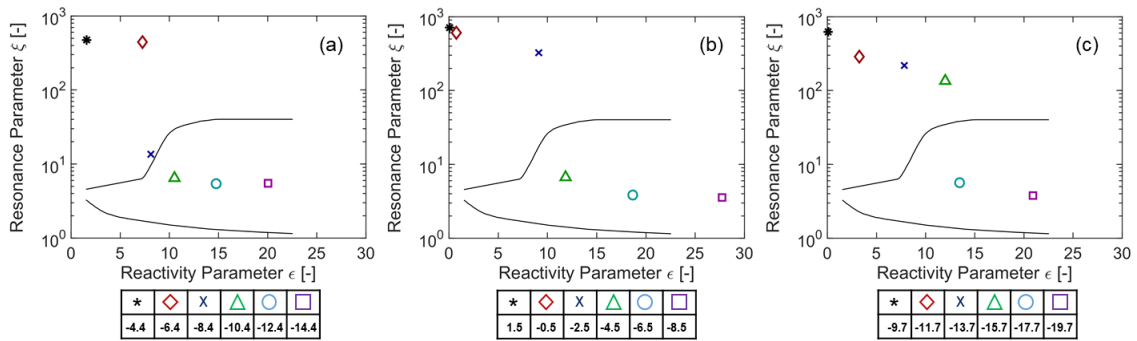 10³
10²
10¹
10⁰
0 5 10 15 20 25 30
Resonance Parameter ξ [-]
Reactivity Parameter ϵ [-]
(a)
* ◇ x △ ○ □
-4.4 -6.4 -8.4 -10.4 -12.4 -14.4
10³
10²
10¹
10⁰
0 5 10 15 20 25 30
Resonance Parameter ξ [-]
Reactivity Parameter ϵ [-]
(b)
* ◇ x △ ○ □
1.5 -0.5 -2.5 -4.5 -6.5 -8.5
10³
10²
10¹
10⁰
0 5 10 15 20 25 30
Resonance Parameter ξ [-]
Reactivity Parameter ϵ [-]
(c)
* ◇ x △ ○ □
-9.7 -11.7 -13.7 -15.7 -17.7 -19.7